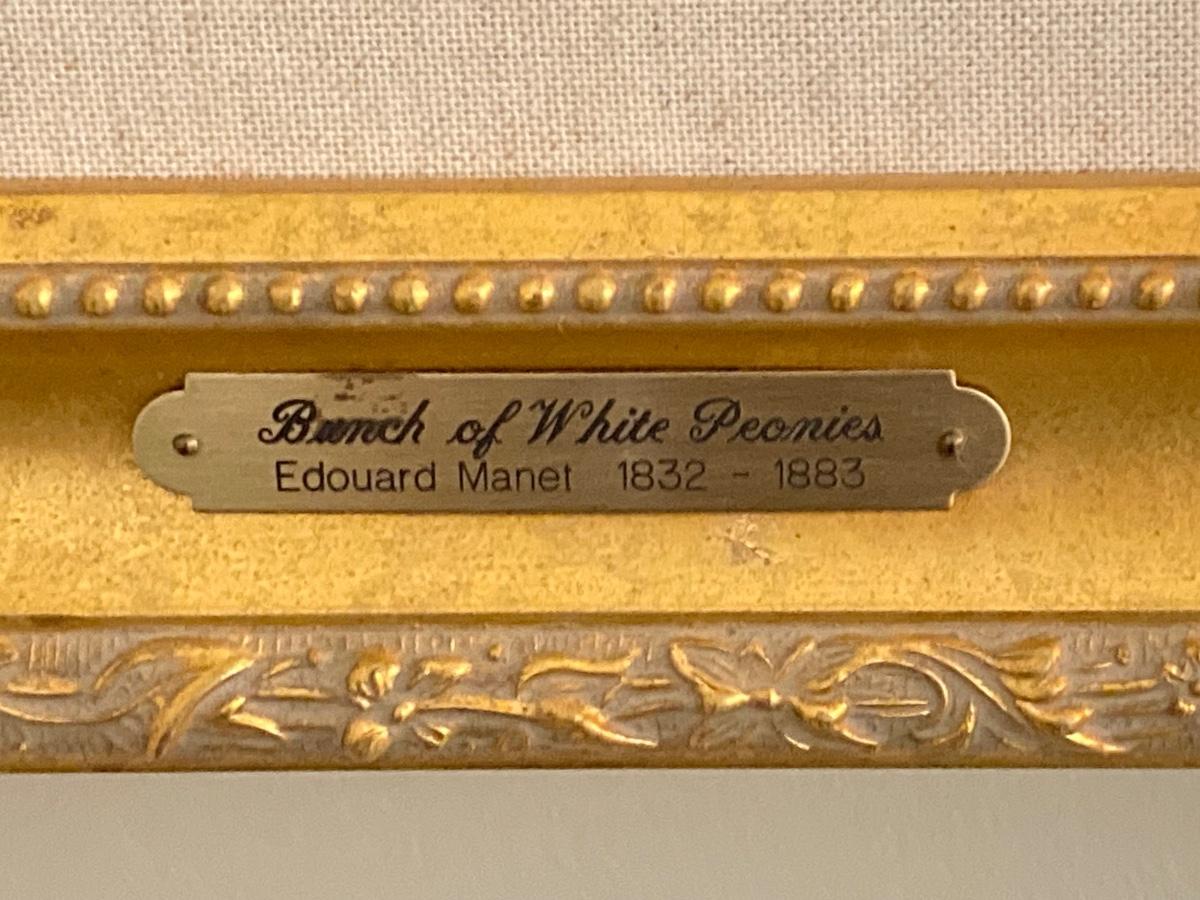 Bunch of White Peonies
Edouard Manet 1832 - 1883